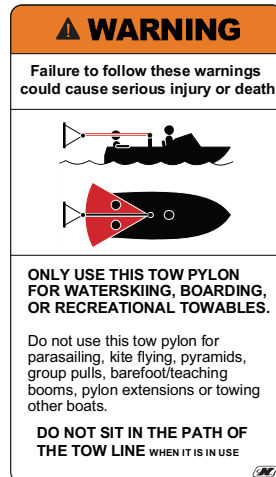 WARNING
Failure to follow these warnings
could cause serious injury or death
ONLY USE THIS TOW PYLON
FOR WATERSKIING, BOARDING,
OR RECREATIONAL TOWABLES.
Do not use this tow pylon for
parasailing, kite flying, pyramids,
group pulls, barefoot/teaching
booms, pylon extensions or towing
other boats.
DO NOT SIT IN THE PATH OF
THE TOW LINE WHEN IT IS IN USE